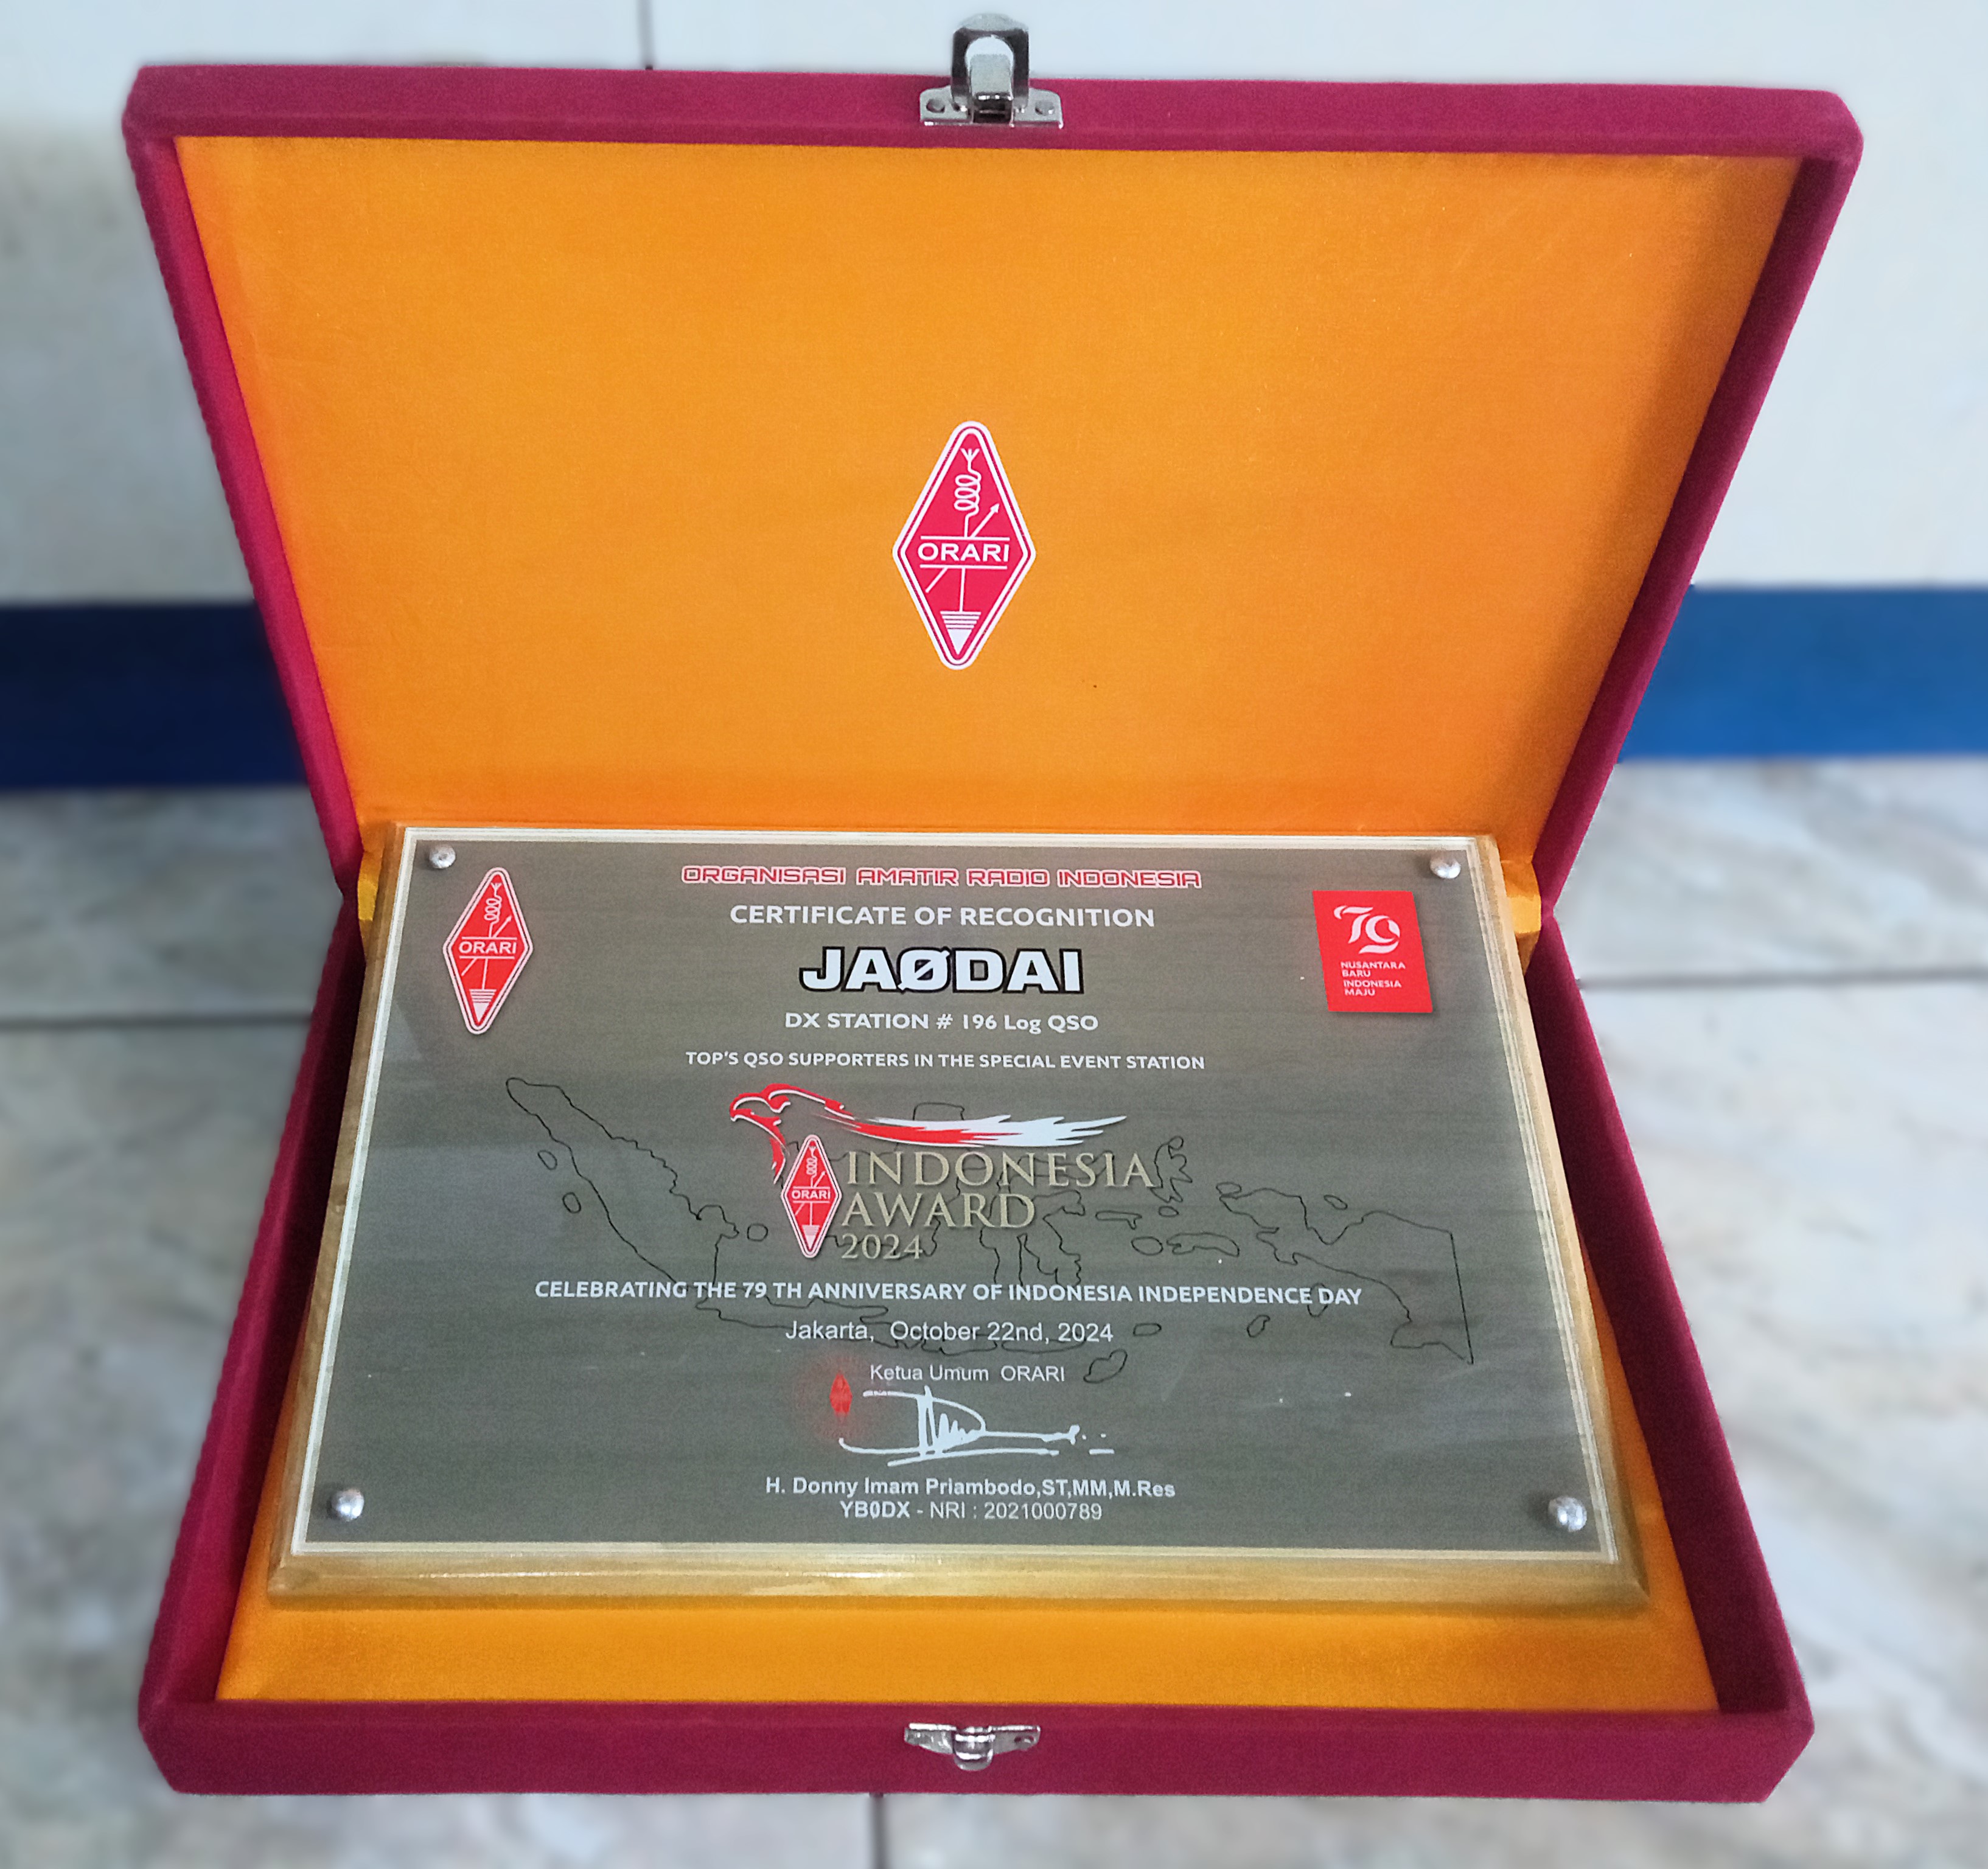 ORARI
ORGANISASI AMATIR RADIO INDONESIA
CERTIFICATE OF RECOGNITION
ORARI
JAØDAI
79
NUSANTARA
BARU
INDONESIA
MAJU
DX STATION # 196 Log QSO
TOP'S QSO SUPPORTERS IN THE SPECIAL EVENT STATION
ORARI
INDONESIA
AWARD
2024
CELEBRATING THE 79 TH ANNIVERSARY OF INDONESIA INDEPENDENCE DAY
Jakarta, October 22nd, 2024
Ketua Umum ORARI
H. Donny Imam Priambodo,ST,MM,M.Res
YB0DX - NRI : 2021000789